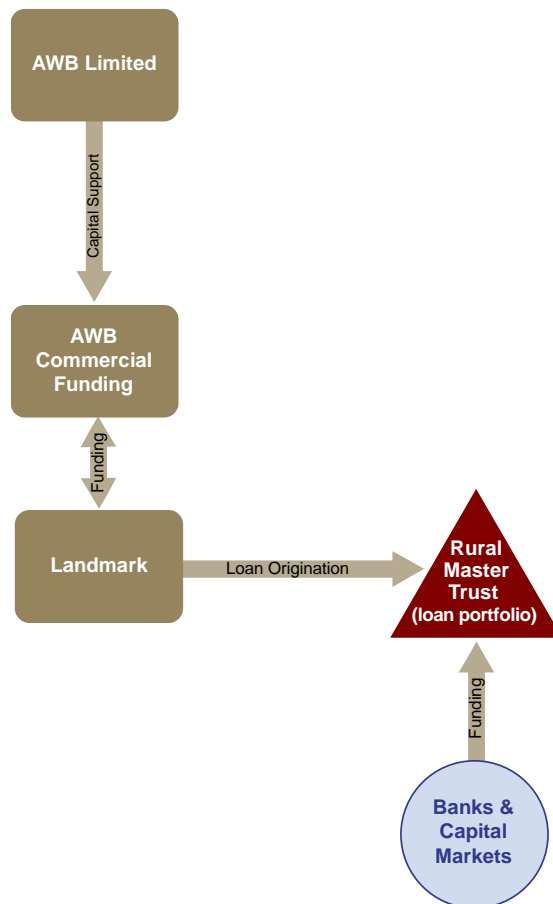 AWB Limited
Capital Support
AWB
Commercial
Funding
Funding
Landmark
Loan Origination
Rural
Master
Trust
(loan portfolio)
Funding
Banks &
Capital
Markets